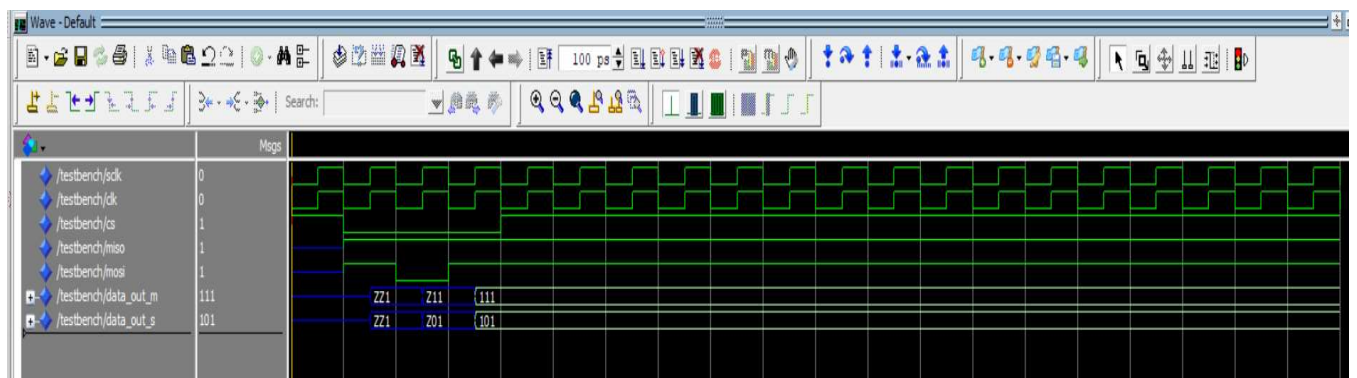 Wave - Default
100 ps
Search:
Msgs
/testbench/sclk 0
/testbench/clk 0
/testbench/cs 1
/testbench/miso 1
/testbench/mosi 1
/testbench/data_out_m 111 ZZ1 Z11 111
/testbench/data_out_s 101 ZZ1 Z01 101